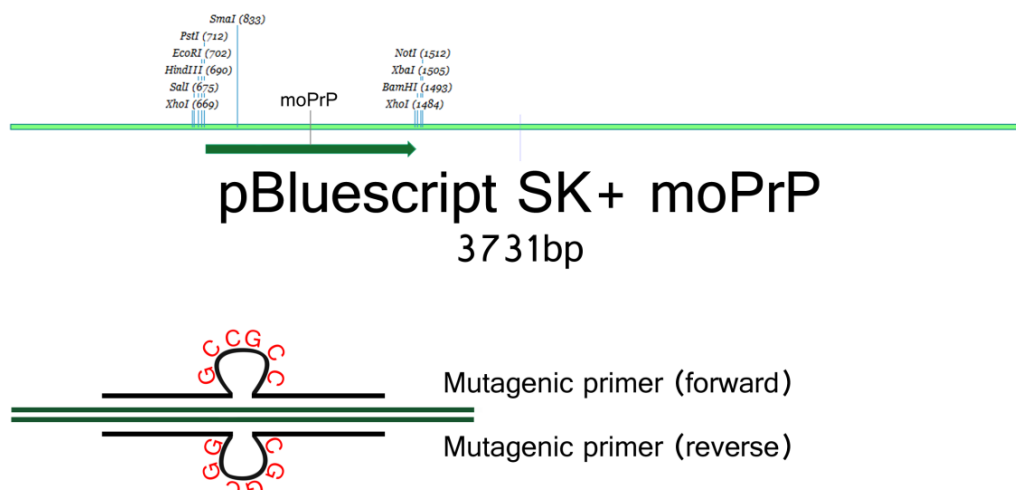 SmaI (833)
PstI (712)
EcoRI (702)
HindIII (690)
SalI (675)
XhoI (669)
moPrP
NotI (1512)
XbaI (1505)
BamHI (1493)
XhoI (1484)
pBluescript SK+ moPrP
3731bp
GCCGCC
Mutagenic primer (forward)
GGCGGC
Mutagenic primer (reverse)